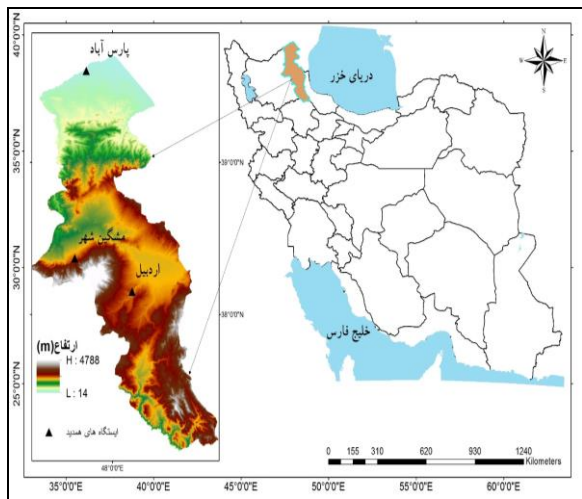 پارس آباد
مشگین شهر
اردبیل
ارتفاع(m)
H : 4788
L : 14
ایستگاه های همدید
48°0'0"E
39°0'0"N
38°0'0"N
دریای خزر
خلیج فارس
N
40°0'0"N
35°0'0"N
30°0'0"N
25°0'0"N
35°0'0"E
40°0'0"E
45°0'0"E
50°0'0"E
55°0'0"E
60°0'0"E
0 155 310 620 930 1240
Kilometers